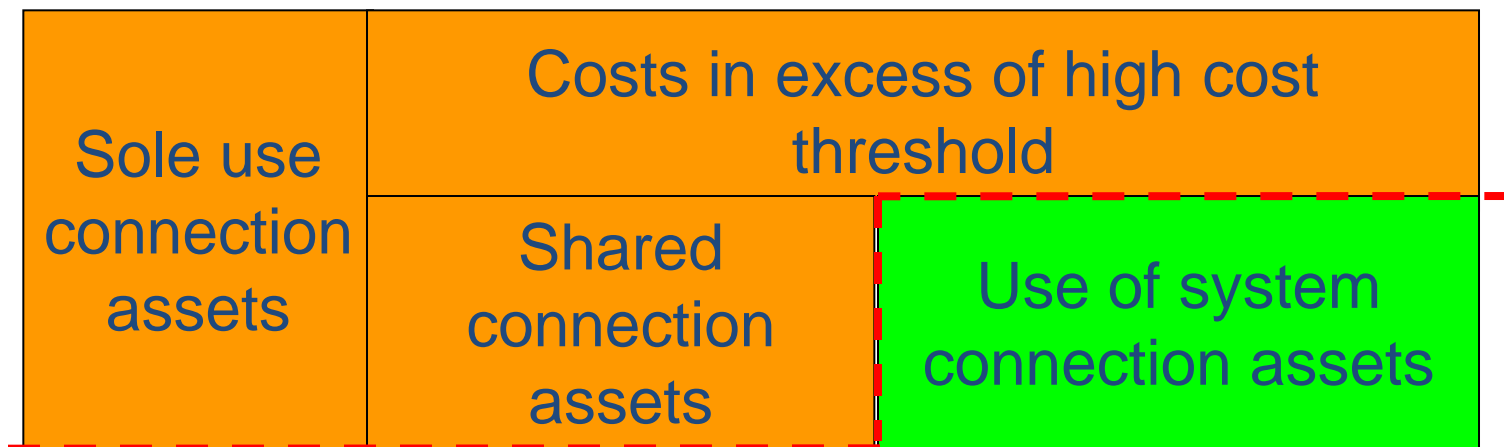 Sole use
connection
assets
Costs in excess of high cost
threshold
Shared
connection
assets
Use of system
connection assets